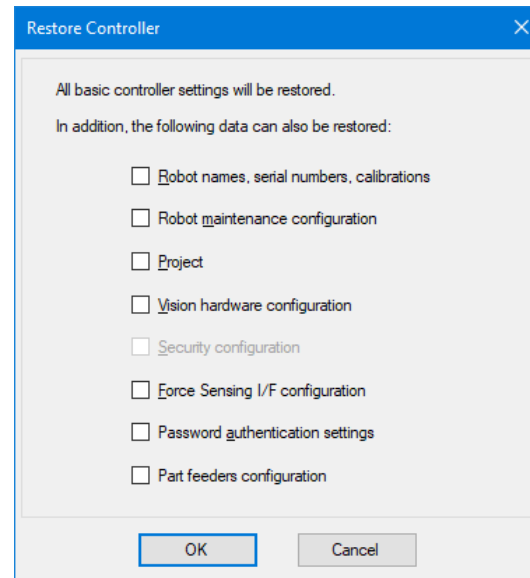 Restore Controller
All basic controller settings will be restored.
In addition, the following data can also be restored:
Robot names, serial numbers, calibrations
Robot maintenance configuration
Project
Vision hardware configuration
Security configuration
Force Sensing I/F configuration
Password authentication settings
Part feeders configuration
OK Cancel